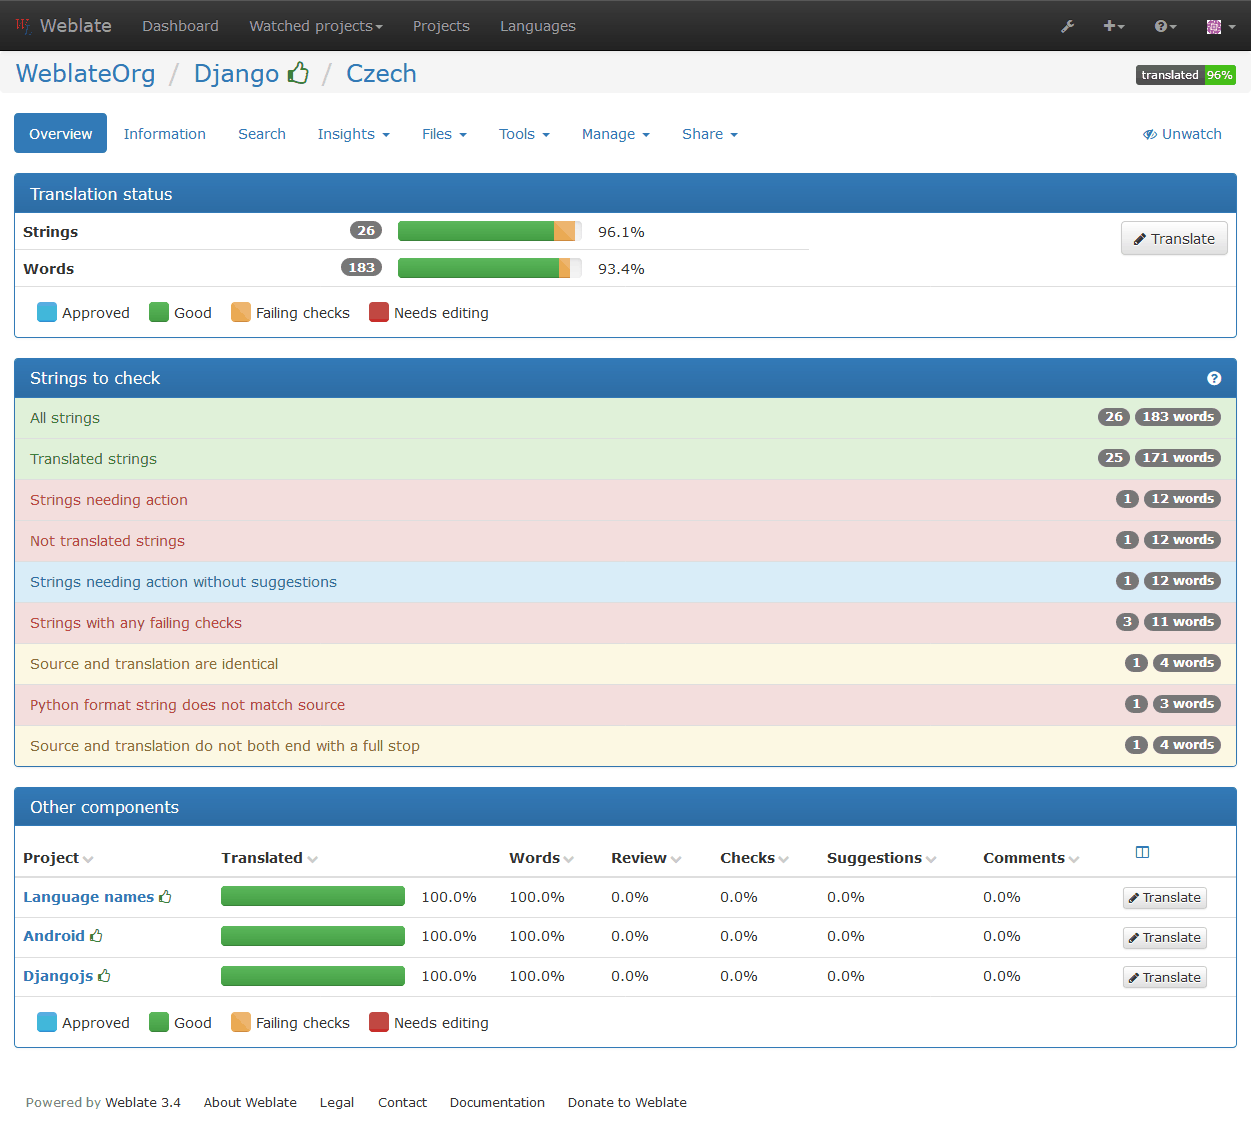 Weblate Dashboard Watched projects Projects Languages
WeblateOrg / Django / Czech translated 96%
Overview Information Search Insights Files Tools Manage Share Unwatch
Translation status
Strings 26 96.1% Translate
Words 183 93.4%
Approved Good Failing checks Needs editing
Strings to check
All strings 26 183 words
Translated strings 25 171 words
Strings needing action 1 12 words
Not translated strings 1 12 words
Strings needing action without suggestions 1 12 words
Strings with any failing checks 3 11 words
Source and translation are identical 1 4 words
Python format string does not match source 1 3 words
Source and translation do not both end with a full stop 1 4 words
Other components
Project Translated Words Review Checks Suggestions Comments
Language names 100.0% 100.0% 0.0% 0.0% 0.0% 0.0% Translate
Android 100.0% 100.0% 0.0% 0.0% 0.0% 0.0% Translate
Djangojs 100.0% 100.0% 0.0% 0.0% 0.0% 0.0% Translate
Approved Good Failing checks Needs editing
Powered by Weblate 3.4 About Weblate Legal Contact Documentation Donate to Weblate